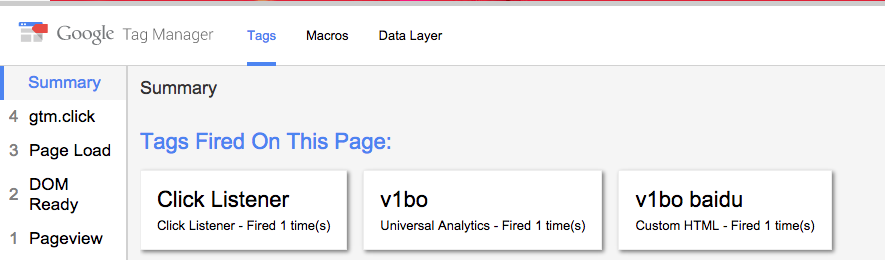 Google Tag Manager Tags Macros Data Layer
Summary
4 gtm.click
3 Page Load
2 DOM
Ready
1 Pageview
Summary
Tags Fired On This Page:
Click Listener
Click Listener - Fired 1 time(s)
v1bo
Universal Analytics - Fired 1 time(s)
v1bo baidu
Custom HTML - Fired 1 time(s)